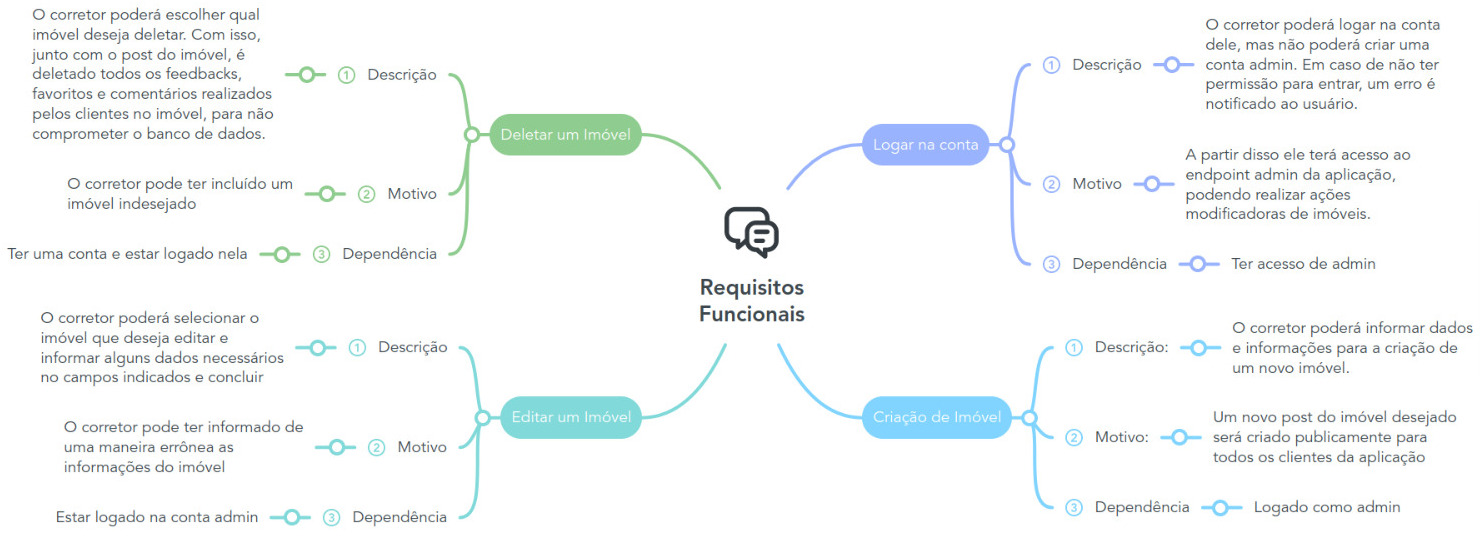 Requisitos
Funcionais
Logar na conta
1 Descrição
O corretor poderá logar na conta
dele, mas não poderá criar uma
conta admin. Em caso de não ter
permissão para entrar, um erro é
notificado ao usuário.
2 Motivo
A partir disso ele terá acesso ao
endpoint admin da aplicação,
podendo realizar ações
modificadoras de imóveis.
3 Dependência
Ter acesso de admin
Criação de Imóvel
1 Descrição:
O corretor poderá informar dados
e informações para a criação de
um novo imóvel.
2 Motivo:
Um novo post do imóvel desejado
será criado publicamente para
todos os clientes da aplicação
3 Dependência
Logado como admin
Deletar um Imóvel
1 Descrição
O corretor poderá escolher qual
imóvel deseja deletar. Com isso,
junto com o post do imóvel, é
deletado todos os feedbacks,
favoritos e comentários realizados
pelos clientes no imóvel, para não
comprometer o banco de dados.
2 Motivo
O corretor pode ter incluído um
imóvel indesejado
3 Dependência
Ter uma conta e estar logado nela
Editar um Imóvel
1 Descrição
O corretor poderá selecionar o
imóvel que deseja editar e
informar alguns dados necessários
no campos indicados e concluir
2 Motivo
O corretor pode ter informado de
uma maneira errônea as
informações do imóvel
3 Dependência
Estar logado na conta admin